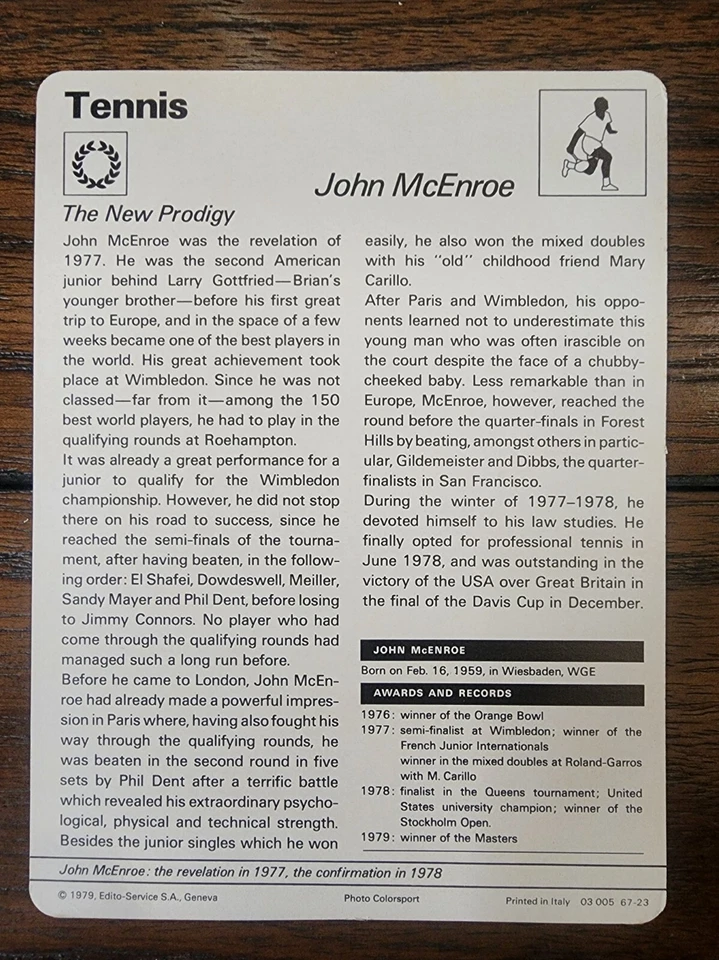 Tennis
John McEnroe
The New Prodigy
John McEnroe was the revelation of
1977. He was the second American
junior behind Larry Gottfried—Brian's
younger brother—before his first great
trip to Europe, and in the space of a few
weeks became one of the best players in
the world. His great achievement took
place at Wimbledon. Since he was not
classed—far from it—among the 150
best world players, he had to play in the
qualifying rounds at Roehampton.
It was already a great performance for a
junior to qualify for the Wimbledon
championship. However, he did not stop
there on his road to success, since he
reached the semi-finals of the tourna-
ment, after having beaten, in the follow-
ing order: El Shafei, Dowdeswell, Meiller,
Sandy Mayer and Phil Dent, before losing
to Jimmy Connors. No player who had
come through the qualifying rounds had
managed such a long run before.
Before he came to London, John McEn-
roe had already made a powerful impres-
sion in Paris where, having also fought his
way through the qualifying rounds, he
was beaten in the second round in five
sets by Phil Dent after a terrific battle
which revealed his extraordinary psycho-
logical, physical and technical strength.
Besides the junior singles which he won
easily, he also won the mixed doubles
with his "old" childhood friend Mary
Carillo.
After Paris and Wimbledon, his oppo-
nents learned not to underestimate this
young man who was often irascible on
the court despite the face of a chubby-
cheeked baby. Less remarkable than in
Europe, McEnroe, however, reached the
round before the quarter-finals in Forest
Hills by beating, amongst others in partic-
ular, Gildemeister and Dibbs, the quarter-
finalists in San Francisco.
During the winter of 1977–1978, he
devoted himself to his law studies. He
finally opted for professional tennis in
June 1978, and was outstanding in the
victory of the USA over Great Britain in
the final of the Davis Cup in December.
JOHN McENROE
Born on Feb. 16, 1959, in Wiesbaden, WGE
AWARDS AND RECORDS
1976: winner of the Orange Bowl
1977: semi-finalist at Wimbledon; winner of the
French Junior Internationals
winner in the mixed doubles at Roland-Garros
with M. Carillo
1978: finalist in the Queens tournament; United
States university champion; winner of the
Stockholm Open.
1979: winner of the Masters
John McEnroe: the revelation in 1977, the confirmation in 1978
© 1979, Edito-Service S.A., Geneva
Photo Colorsport
Printed in Italy 03 005 67-23